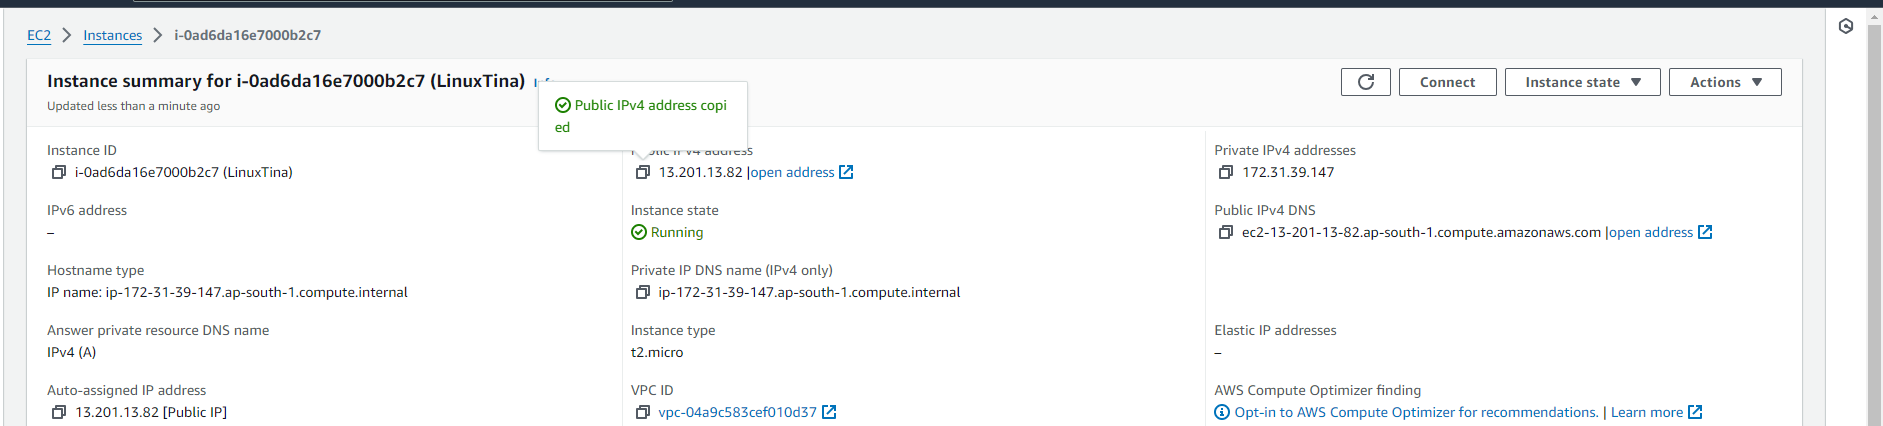 EC2 > Instances > i-0ad6da16e7000b2c7
Instance summary for i-0ad6da16e7000b2c7 (LinuxTina)
Updated less than a minute ago
Connect
Instance state
Actions
Public IPv4 address copi
ed
Instance ID
i-0ad6da16e7000b2c7 (LinuxTina)
Public IPv4 address
13.201.13.82 |open address
Private IPv4 addresses
172.31.39.147
IPv6 address
–
Instance state
Running
Public IPv4 DNS
ec2-13-201-13-82.ap-south-1.compute.amazonaws.com |open address
Hostname type
IP name: ip-172-31-39-147.ap-south-1.compute.internal
Private IP DNS name (IPv4 only)
ip-172-31-39-147.ap-south-1.compute.internal
Answer private resource DNS name
IPv4 (A)
Instance type
t2.micro
Elastic IP addresses
–
Auto-assigned IP address
13.201.13.82 [Public IP]
VPC ID
vpc-04a9c583cef010d37
AWS Compute Optimizer finding
Opt-in to AWS Compute Optimizer for recommendations. | Learn more